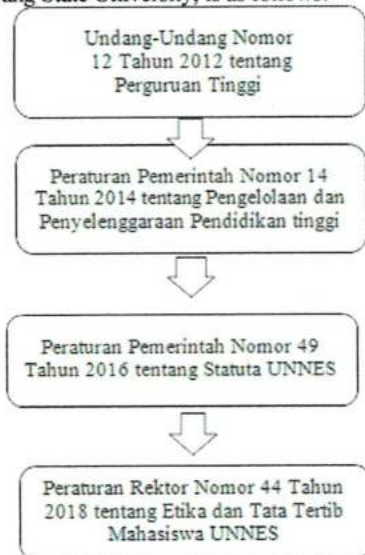 State University, is as follows:
Undang-Undang Nomor
12 Tahun 2012 tentang
Perguruan Tinggi
Peraturan Pemerintah Nomor 14
Tahun 2014 tentang Pengelolaan dan
Penyelenggaraan Pendidikan tinggi
Peraturan Pemerintah Nomor 49
Tahun 2016 tentang Statuta UNNES
Peraturan Rektor Nomor 44 Tahun
2018 tentang Etika dan Tata Tertib
Mahasiswa UNNES